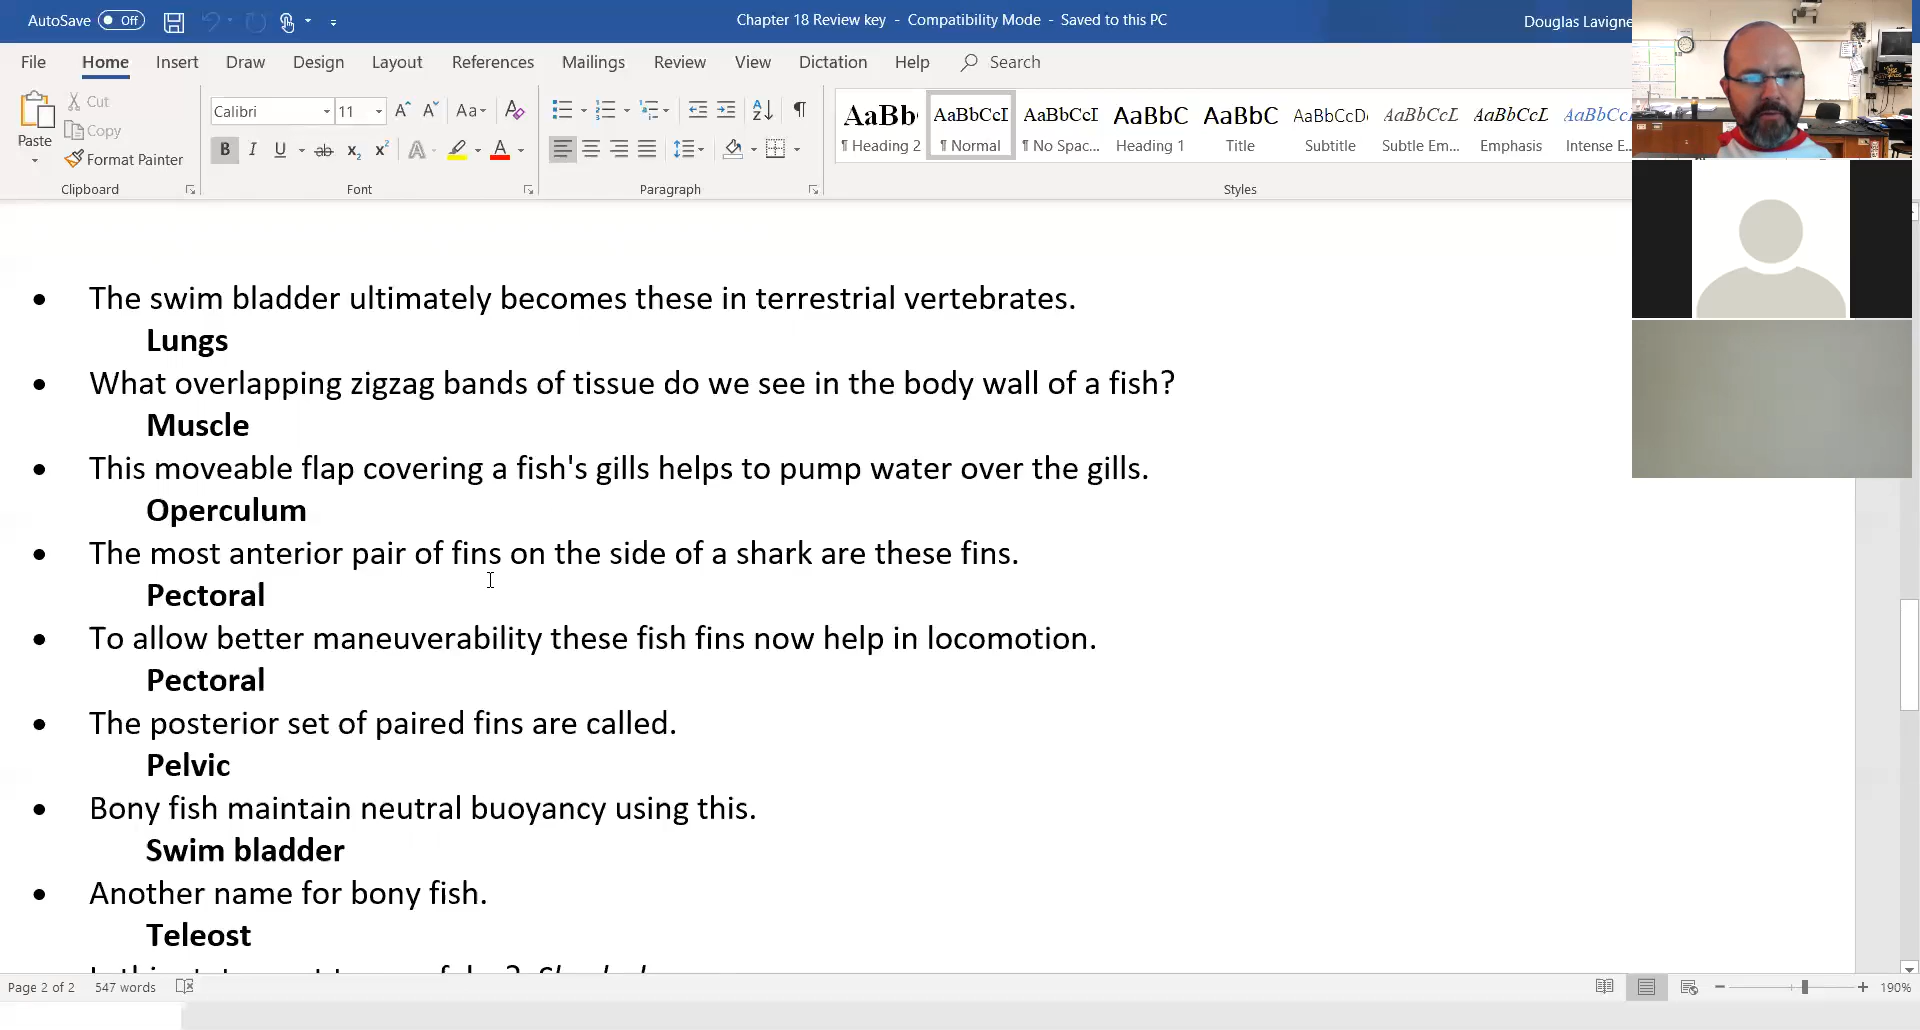 AutoSave Off
Chapter 18 Review key - Compatibility Mode - Saved to this PC
Douglas Lavigne
File Home Insert Draw Design Layout References Mailings Review View Dictation Help Search
Paste
Cut
Copy
Format Painter
Clipboard
Calibri 11
Font
Paragraph
AaBb AaBbCcI AaBbCcI AaBbC AaBbC AaBbCcD AaBbCcL AaBbCcL AaBbCc
¶ Heading 2 ¶ Normal ¶ No Spac... Heading 1 Title Subtitle Subtle Em... Emphasis Intense E...
Styles
• The swim bladder ultimately becomes these in terrestrial vertebrates.
Lungs
• What overlapping zigzag bands of tissue do we see in the body wall of a fish?
Muscle
• This moveable flap covering a fish's gills helps to pump water over the gills.
Operculum
• The most anterior pair of fins on the side of a shark are these fins.
Pectoral
• To allow better maneuverability these fish fins now help in locomotion.
Pectoral
• The posterior set of paired fins are called.
Pelvic
• Bony fish maintain neutral buoyancy using this.
Swim bladder
• Another name for bony fish.
Teleost
Page 2 of 2 547 words
190%